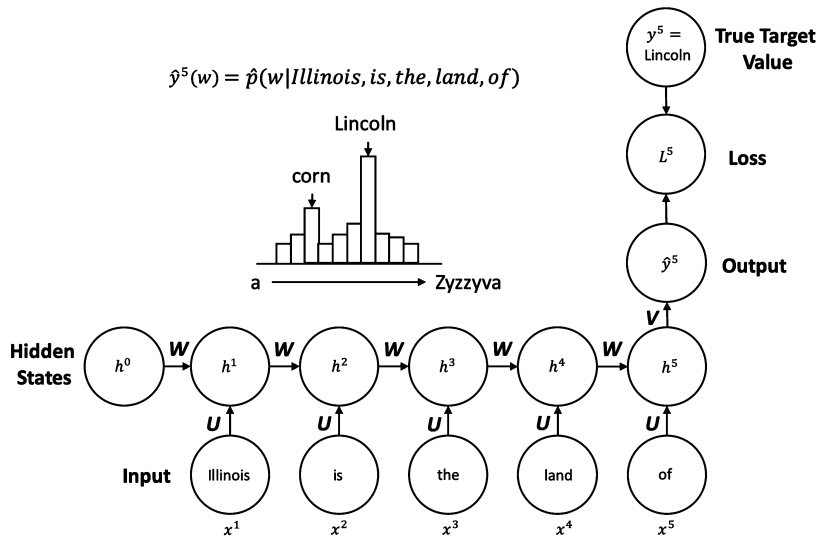 y⁵ =
Lincoln
True Target
Value
ŷ⁵(w) = p̂(w|Illinois, is, the, land, of)
Lincoln
corn
L⁵
Loss
a
Zyzzyva
ŷ⁵
Output
V
Hidden
States
h⁰
W
h¹
W
h²
W
h³
W
h⁴
W
h⁵
U
U
U
U
U
Input
Illinois
is
the
land
of
x¹
x²
x³
x⁴
x⁵